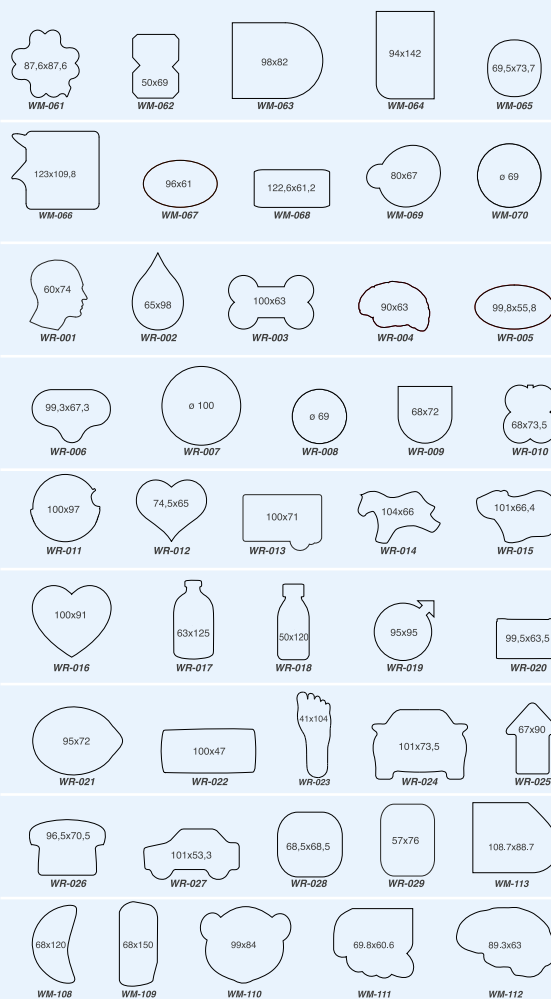 87,6x87,6
50x69
98x82
94x142
69,5x73,7
WM-061
WM-062
WM-063
WM-064
WM-065
123x109,8
96x61
122,6x61,2
80x67
ø 69
WM-066
WM-067
WM-068
WM-069
WM-070
60x74
65x98
100x63
90x63
99,8x55,8
WR-001
WR-002
WR-003
WR-004
WR-005
99,3x67,3
ø 100
ø 69
68x72
68x73,5
WR-006
WR-007
WR-008
WR-009
WR-010
100x97
74,5x65
100x71
104x66
101x66,4
WR-011
WR-012
WR-013
WR-014
WR-015
100x91
63x125
50x120
95x95
99,5x63,5
WR-016
WR-017
WR-018
WR-019
WR-020
95x72
100x47
41x104
101x73,5
67x90
WR-021
WR-022
WR-023
WR-024
WR-025
96,5x70,5
101x53,3
68,5x68,5
57x76
108.7x88.7
WR-026
WR-027
WR-028
WR-029
WM-113
68x120
68x150
99x84
69.8x60.6
89.3x63
WM-108
WM-109
WM-110
WM-111
WM-112